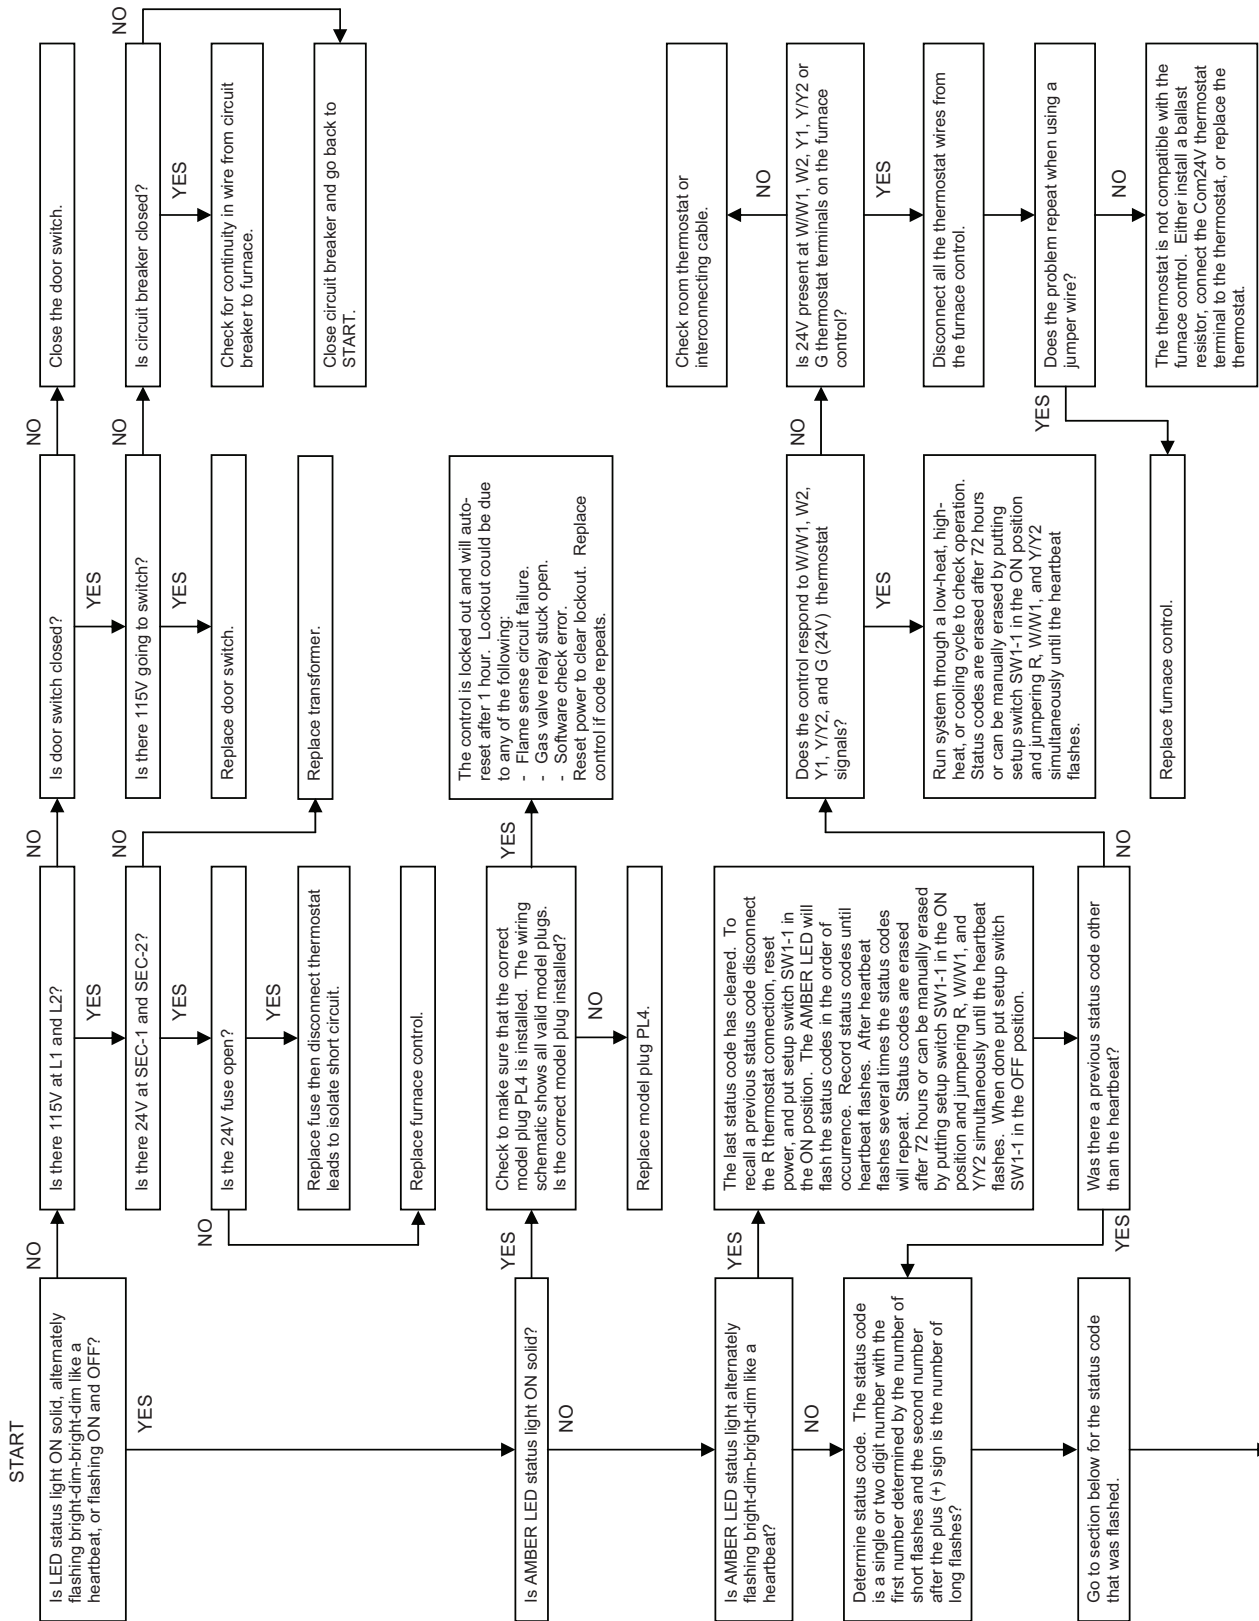 START
Is LED status light ON solid, alternately
flashing bright-dim-bright-dim like a
heartbeat, or flashing ON and OFF?
NO
YES
Is there 115V at L1 and L2?
NO
YES
Is door switch closed?
NO
YES
Close the door switch.
Is there 24V at SEC-1 and SEC-2?
NO
YES
Is there 115V going to switch?
NO
YES
Is circuit breaker closed?
NO
YES
Is the 24V fuse open?
NO
YES
Replace door switch.
Check for continuity in wire from circuit
breaker to furnace.
Replace fuse then disconnect thermostat
leads to isolate short circuit.
Replace transformer.
Close circuit breaker and go back to
START.
Replace furnace control.
Is AMBER LED status light ON solid?
YES
NO
Check to make sure that the correct
model plug PL4 is installed.  The wiring
schematic shows all valid model plugs.
Is the correct model plug installed?
YES
NO
The control is locked out and will auto-
reset after 1 hour.  Lockout could be due
to any of the following:
-  Flame sense circuit failure.
-  Gas valve relay stuck open.
-  Software check error.
Reset power to clear lockout.  Replace
control if code repeats.
Replace model plug PL4.
Is AMBER LED status light alternately
flashing bright-dim-bright-dim like a
heartbeat?
YES
NO
The last status code has cleared.  To
recall a previous status code disconnect
the R thermostat connection, reset
power, and put setup switch SW1-1 in
the ON position.  The AMBER LED will
flash the status codes in the order of
occurrence.  Record status codes until
heartbeat flashes.  After heartbeat
flashes several times the status codes
will repeat.  Status codes are erased
after 72 hours or can be manually erased
by putting setup switch SW1-1 in the ON
position and jumpering R, W/W1, and
Y/Y2 simultaneously until the heartbeat
flashes.  When done put setup switch
SW1-1 in the OFF position.
Was there a previous status code other
than the heartbeat?
YES
NO
Determine status code.  The status code
is a single or two digit number with the
first number determined by the number of
short flashes and the second number
after the plus (+) sign is the number of
long flashes?
Go to section below for the status code
that was flashed.
Does the control respond to W/W1, W2,
Y1, Y/Y2, and G (24V)  thermostat
signals?
NO
YES
Run system through a low-heat, high-
heat, or cooling cycle to check operation.
Status codes are erased after 72 hours
or can be manually erased by putting
setup switch SW1-1 in the ON position
and jumpering R, W/W1, and Y/Y2
simultaneously until the heartbeat
flashes.
Check room thermostat or
interconnecting cable.
NO
Is 24V present at W/W1, W2, Y1, Y/Y2 or
G thermostat terminals on the furnace
control?
YES
Disconnect all the thermostat wires from
the furnace control.
Does the problem repeat when using a
jumper wire?
YES
NO
Replace furnace control.
The thermostat is not compatible with the
furnace control.  Either install a ballast
resistor, connect the Com24V thermostat
terminal to the thermostat, or replace the
thermostat.